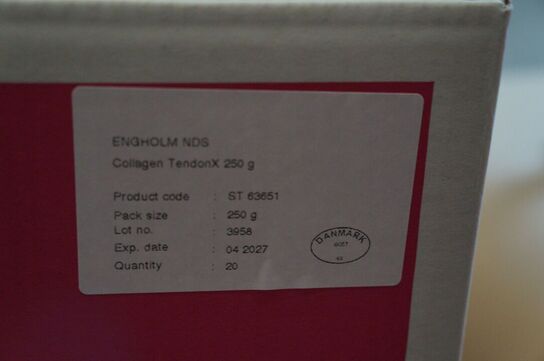 ENGHOLM NDS
Collagen TendonX 250 g
Product code : ST 63651
Pack size : 250 g
Lot no. : 3958
Exp. date : 04 2027
Quantity : 20
DANMARK